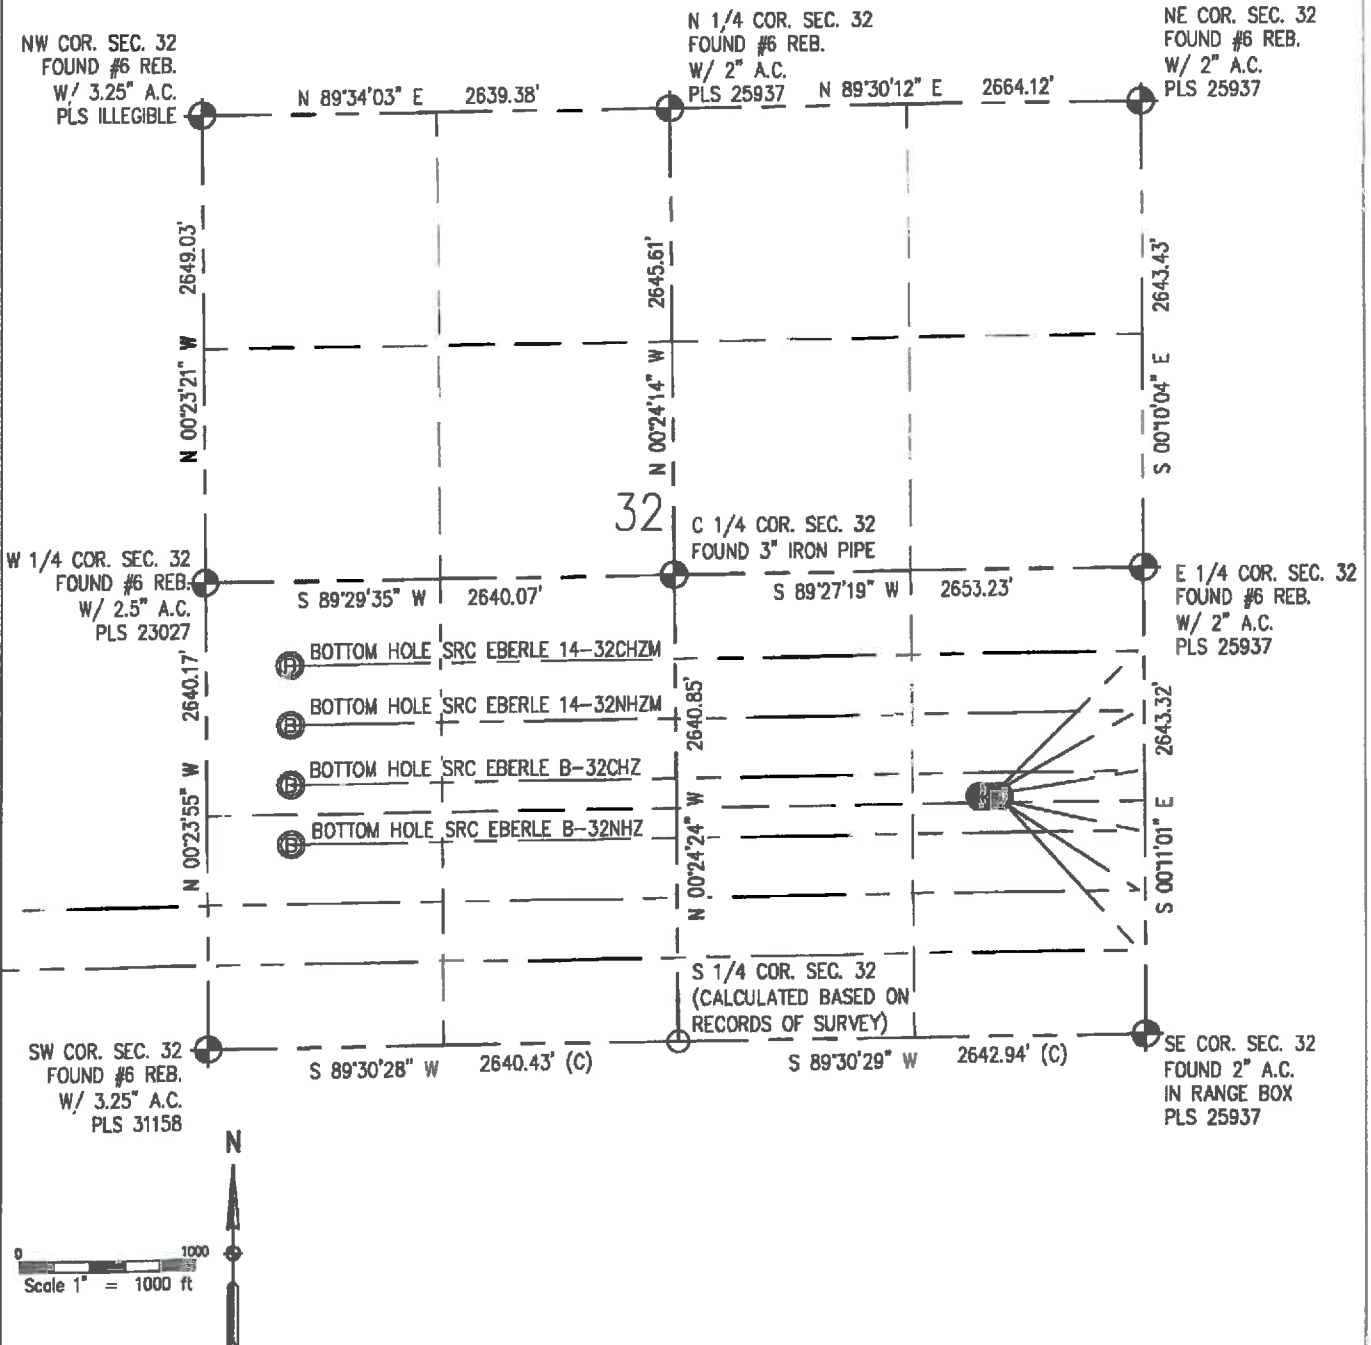 NW COR. SEC. 32
FOUND #6 REB.
W/ 3.25" A.C.
PLS ILLEGIBLE
N 89°34'03" E 2639.38'
N 1/4 COR. SEC. 32
FOUND #6 REB.
W/ 2" A.C.
PLS 25937
N 89°30'12" E 2664.12'
NE COR. SEC. 32
FOUND #6 REB.
W/ 2" A.C.
PLS 25937
N 00°23'21" W 2649.03'
N 00°24'14" W 2645.61'
S 00°10'04" E 2643.43'
32
W 1/4 COR. SEC. 32
FOUND #6 REB.
W/ 2.5" A.C.
PLS 23027
S 89°29'35" W 2640.07'
C 1/4 COR. SEC. 32
FOUND 3" IRON PIPE
S 89°27'19" W 2653.23'
E 1/4 COR. SEC. 32
FOUND #6 REB.
W/ 2" A.C.
PLS 25937
N 00°23'55" W 2640.17'
BOTTOM HOLE SRC EBERLE 14-32CHZM
BOTTOM HOLE SRC EBERLE 14-32NHZM
B
BOTTOM HOLE SRC EBERLE B-32CHZ
B
BOTTOM HOLE SRC EBERLE B-32NHZ
B
N 00°24'24" W 2640.85'
S 00°11'01" E 2643.32'
SW COR. SEC. 32
FOUND #6 REB.
W/ 3.25" A.C.
PLS 31158
S 89°30'28" W 2640.43' (C)
S 1/4 COR. SEC. 32
(CALCULATED BASED ON
RECORDS OF SURVEY)
S 89°30'29" W 2642.94' (C)
SE COR. SEC. 32
FOUND 2" A.C.
IN RANGE BOX
PLS 25937
N
0 1000
Scale 1" = 1000 ft